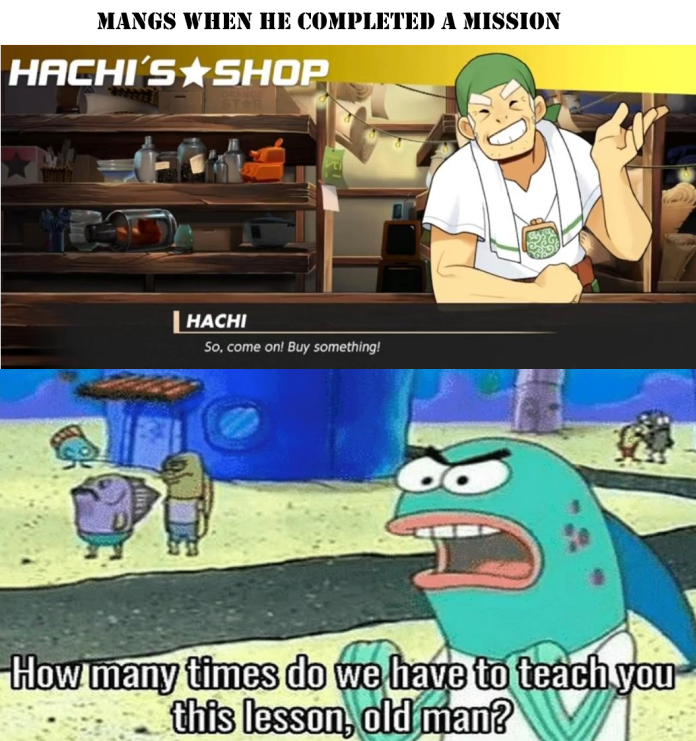 MANGS WHEN HE COMPLETED A MISSION
HACHI'S★SHOP
HACHI
So, come on! Buy something!
How many times do we have to teach you
this lesson, old man?